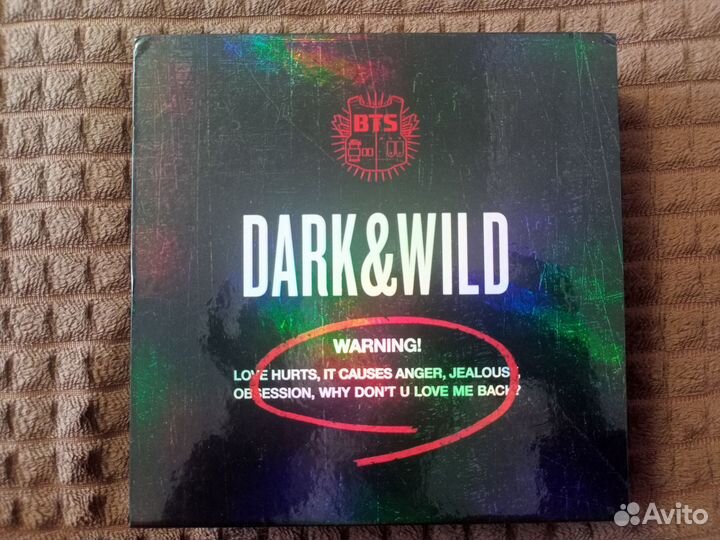 BTS
DARK&WILD
WARNING!
LOVE HURTS, IT CAUSES ANGER, JEALOUSY,
OBSESSION, WHY DON'T U LOVE ME BACK?
Avito